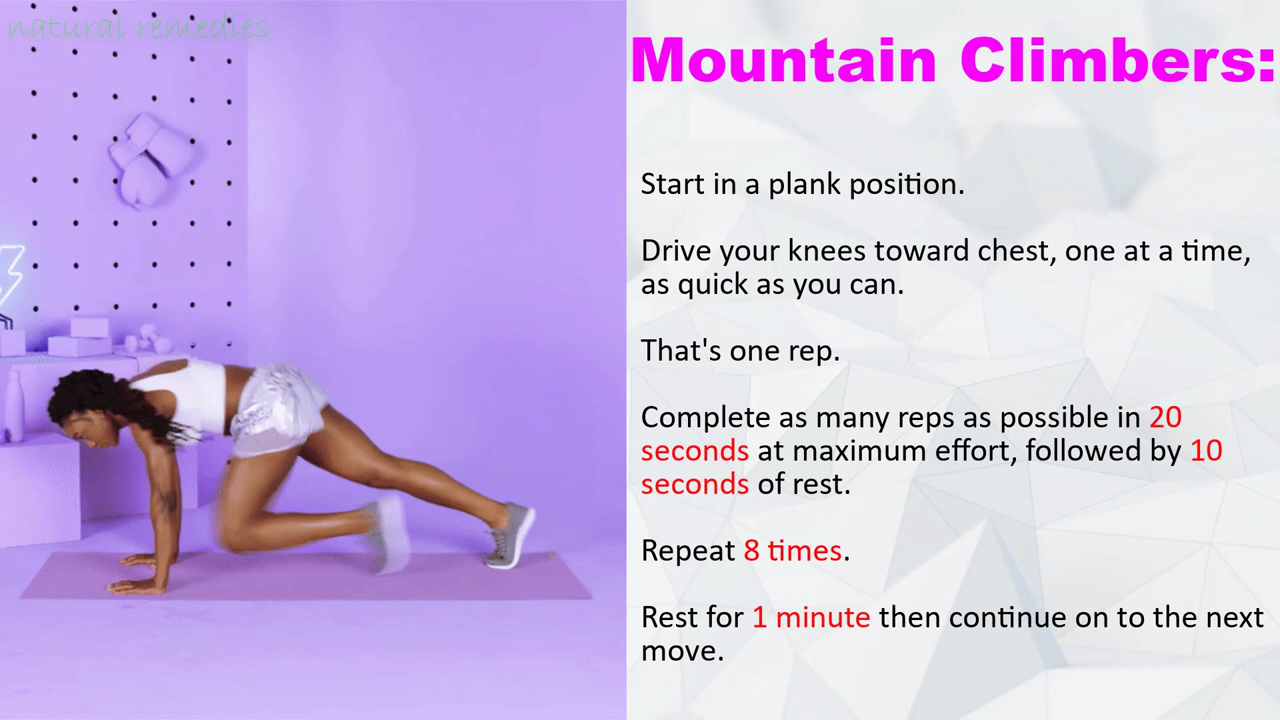 natural remedies
Mountain Climbers:
Start in a plank position.
Drive your knees toward chest, one at a time,
as quick as you can.
That's one rep.
Complete as many reps as possible in 20
seconds at maximum effort, followed by 10
seconds of rest.
Repeat 8 times.
Rest for 1 minute then continue on to the next
move.